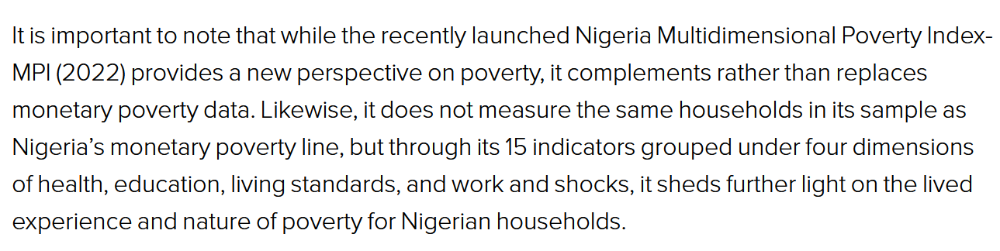 It is important to note that while the recently launched Nigeria Multidimensional Poverty Index-
MPI (2022) provides a new perspective on poverty, it complements rather than replaces
monetary poverty data. Likewise, it does not measure the same households in its sample as
Nigeria’s monetary poverty line, but through its 15 indicators grouped under four dimensions
of health, education, living standards, and work and shocks, it sheds further light on the lived
experience and nature of poverty for Nigerian households.